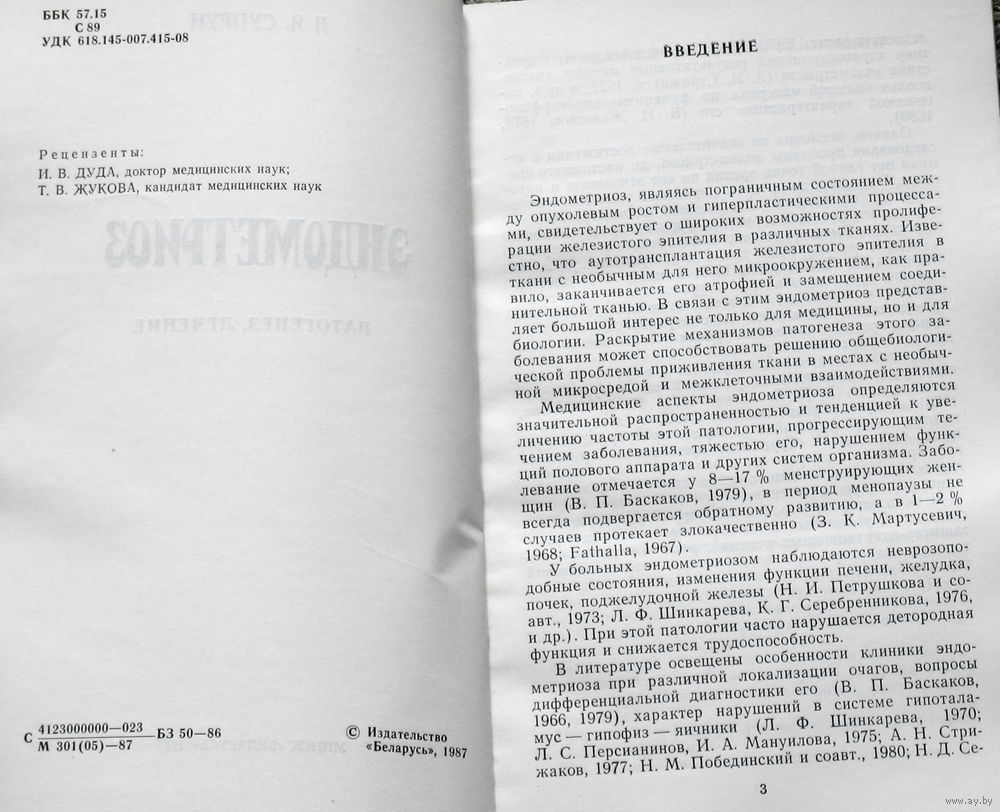 ББК 57.15
С 89
УДК 618.145-007.415-08
Рецензенты:
И. В. ДУДА, доктор медицинских наук;
Т. В. ЖУКОВА, кандидат медицинских наук
ЭНДОМЕТРИОЗ
ПАТОГЕНЕЗ, ЛЕЧЕНИЕ
С 4123000000—023 БЗ 50—86
М 301(05)—87
© Издательство
«Беларусь», 1987
ВВЕДЕНИЕ
Эндометриоз, являясь пограничным состоянием меж-
ду опухолевым ростом и гиперпластическими процесса-
ми, свидетельствует о широких возможностях пролифе-
рации железистого эпителия в различных тканях. Изве-
стно, что аутотрансплантация железистого эпителия в
ткани с необычным для него микроокружением, как пра-
вило, заканчивается его атрофией и замещением соеди-
нительной тканью. В связи с этим эндометриоз представ-
ляет большой интерес не только для медицины, но и для
биологии. Раскрытие механизмов патогенеза этого за-
болевания может способствовать решению общебиологи-
ческой проблемы приживления ткани в местах с необыч-
ной микросредой и межклеточными взаимодействиями.
Медицинские аспекты эндометриоза определяются
значительной распространенностью и тенденцией к уве-
личению частоты этой патологии, прогрессирующим те-
чением заболевания, тяжестью его, нарушением функ-
ций полового аппарата и других систем организма. Забо-
левание отмечается у 8—17 % менструирующих жен-
щин (В. П. Баскаков, 1979), в период менопаузы не
всегда подвергается обратному развитию, а в 1—2 %
случаев протекает злокачественно (З. К. Мартусевич,
1968; Fathalla, 1967).
У больных эндометриозом наблюдаются неврозопо-
добные состояния, изменения функции печени, желудка,
почек, поджелудочной железы (Н. И. Петрушкова и со-
авт., 1973; Л. Ф. Шинкарева, К. Г. Серебренникова, 1976,
и др.). При этой патологии часто нарушается детородная
функция и снижается трудоспособность.
В литературе освещены особенности клиники эндо-
метриоза при различной локализации очагов, вопросы
дифференциальной диагностики его (В. П. Баскаков,
1966, 1979), характер нарушений в системе гипотала-
мус — гипофиз — яичники (Л. Ф. Шинкарева, 1970;
Л. С. Персианинов, И. А. Мануилова, 1975; А. Н. Стри-
жаков, 1977; Н. М. Побединский и соавт., 1980; Н. Д. Се-
3
www.ay.by